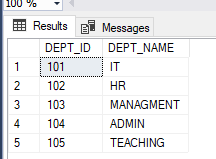 100 %
Results Messages
DEPT_ID DEPT_NAME
1 101 IT
2 102 HR
3 103 MANAGMENT
4 104 ADMIN
5 105 TEACHING